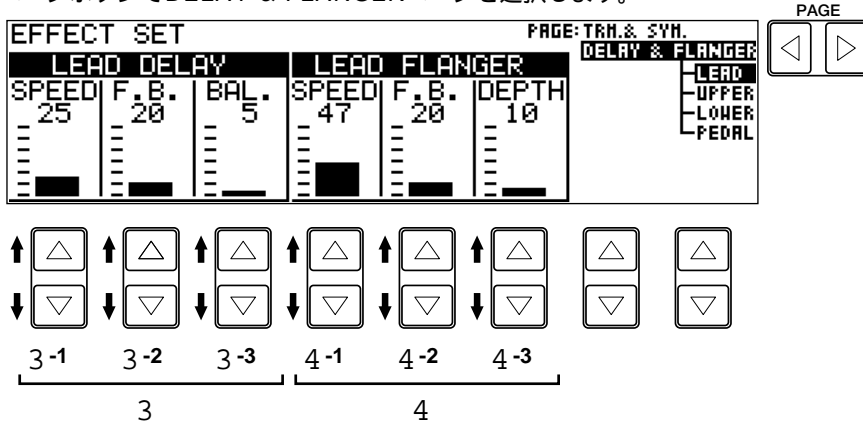 ページボタンでDELAY & FLANGERページを選択します。
PAGE
EFFECT SET
PAGE: TRM.& SYM.
DELAY & FLANGER
LEAD
UPPER
LOWER
PEDAL
LEAD DELAY
LEAD FLANGER
SPEED F.B. BAL. SPEED F.B. DEPTH
25 20 5 47 20 10
3-1 3-2 3-3 4-1 4-2 4-3
3 4